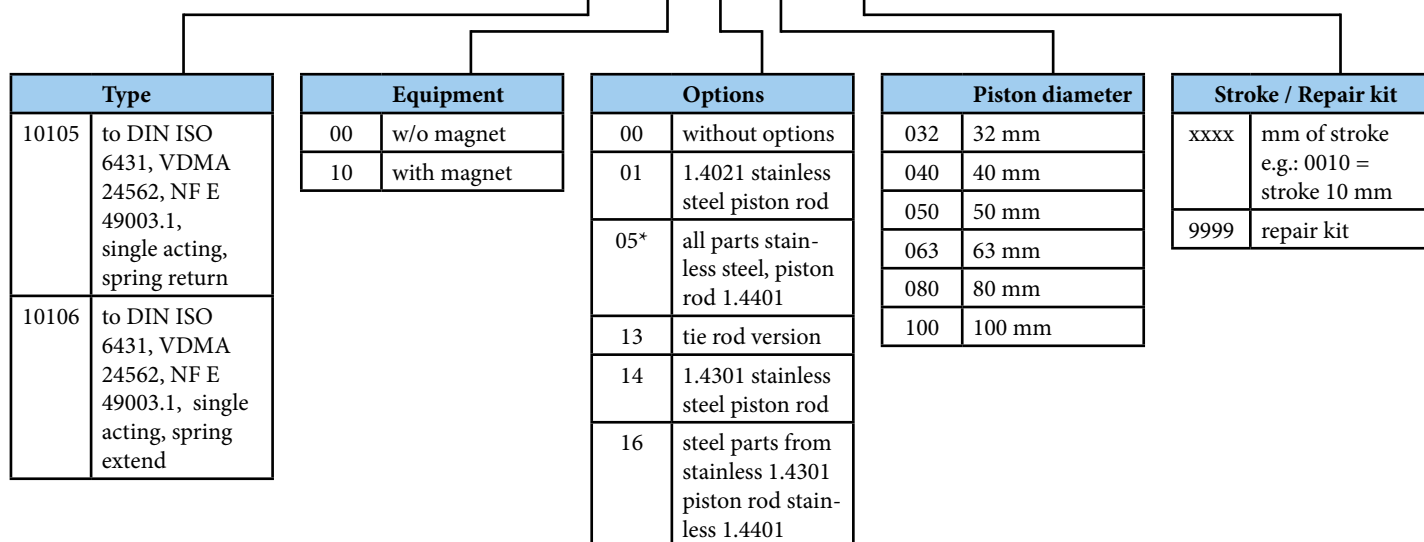 Type
10105 to DIN ISO
6431, VDMA
24562, NF E
49003.1,
single acting,
spring return
10106 to DIN ISO
6431, VDMA
24562, NF E
49003.1, single
acting, spring
extend
Equipment
00 w/o magnet
10 with magnet
Options
00 without options
01 1.4021 stainless
steel piston rod
05* all parts stain-
less steel, piston
rod 1.4401
13 tie rod version
14 1.4301 stainless
steel piston rod
16 steel parts from
stainless 1.4301
piston rod stain-
less 1.4401
Piston diameter
032 32 mm
040 40 mm
050 50 mm
063 63 mm
080 80 mm
100 100 mm
Stroke / Repair kit
xxxx mm of stroke
e.g.: 0010 =
stroke 10 mm
9999 repair kit